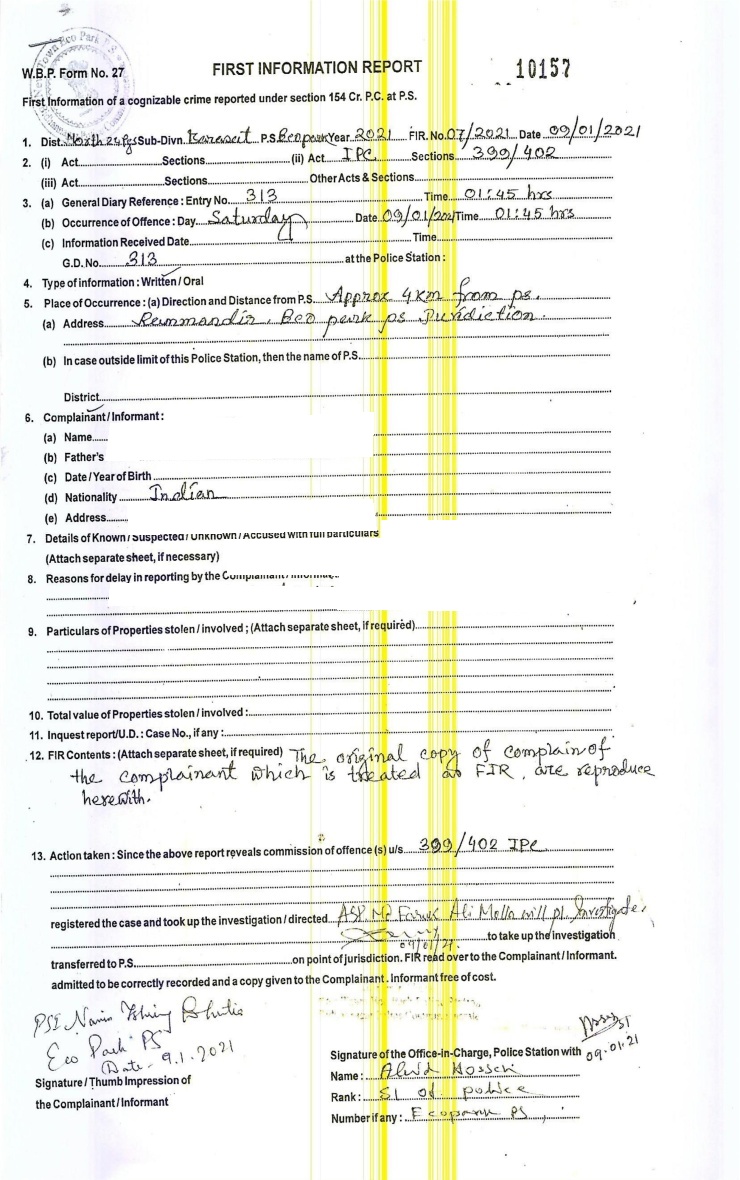 Town Eco Park P.S
W.B.P. Form No. 27
FIRST INFORMATION REPORT
10157
First Information of a cognizable crime reported under section 154 Cr. P.C. at P.S.
1. Dist. North 24 Pgs Sub-Divn. Barasat P.S. Ecopark Year 2021 FIR. No. 07/2021 Date 09/01/2021
2. (i) Act Sections (ii) Act IPC Sections 399/402
(iii) Act Sections Other Acts & Sections
3. (a) General Diary Reference : Entry No. 313 Time 01:45 hrs
(b) Occurrence of Offence : Day Saturday Date 09/01/2021 Time 01:45 hrs
(c) Information Received Date Time
G.D. No. 313 at the Police Station :
4. Type of information : Written / Oral
5. Place of Occurrence : (a) Direction and Distance from P.S. Approx 4km from ps.
(a) Address Rammandir, Eco park ps Juridiction.
(b) In case outside limit of this Police Station, then the name of P.S.
District
6. Complainant / Informant :
(a) Name
(b) Father's
(c) Date / Year of Birth
(d) Nationality Indian
(e) Address
7. Details of Known / Suspected / Unknown / Accused with full particulars
(Attach separate sheet, if necessary)
8. Reasons for delay in reporting by the Complainant / Informant
9. Particulars of Properties stolen / involved ; (Attach separate sheet, if required)
10. Total value of Properties stolen / involved :
11. Inquest report / U.D. : Case No., if any :
12. FIR Contents : (Attach separate sheet, if required) The original copy of complain of
the complainant which is treated as FIR, are reproduce
herewith.
13. Action taken : Since the above report reveals commission of offence (s) u/s 399/402 IPC
registered the case and took up the investigation / directed ASI Md Faruk Ali Molla will pl. Investigate.
09/01/21. to take up the investigation
transferred to P.S. on point of jurisdiction. FIR read over to the Complainant / Informant.
admitted to be correctly recorded and a copy given to the Complainant . Informant free of cost.
PSI Bhutia
Eco Park PS
Date - 9.1.2021
Signature / Thumb Impression of
the Complainant / Informant
SI
09.01.21
Signature of the Office-in-Charge, Police Station with
Name : Hossen
Rank : SI of police
Number if any : Ecopark PS